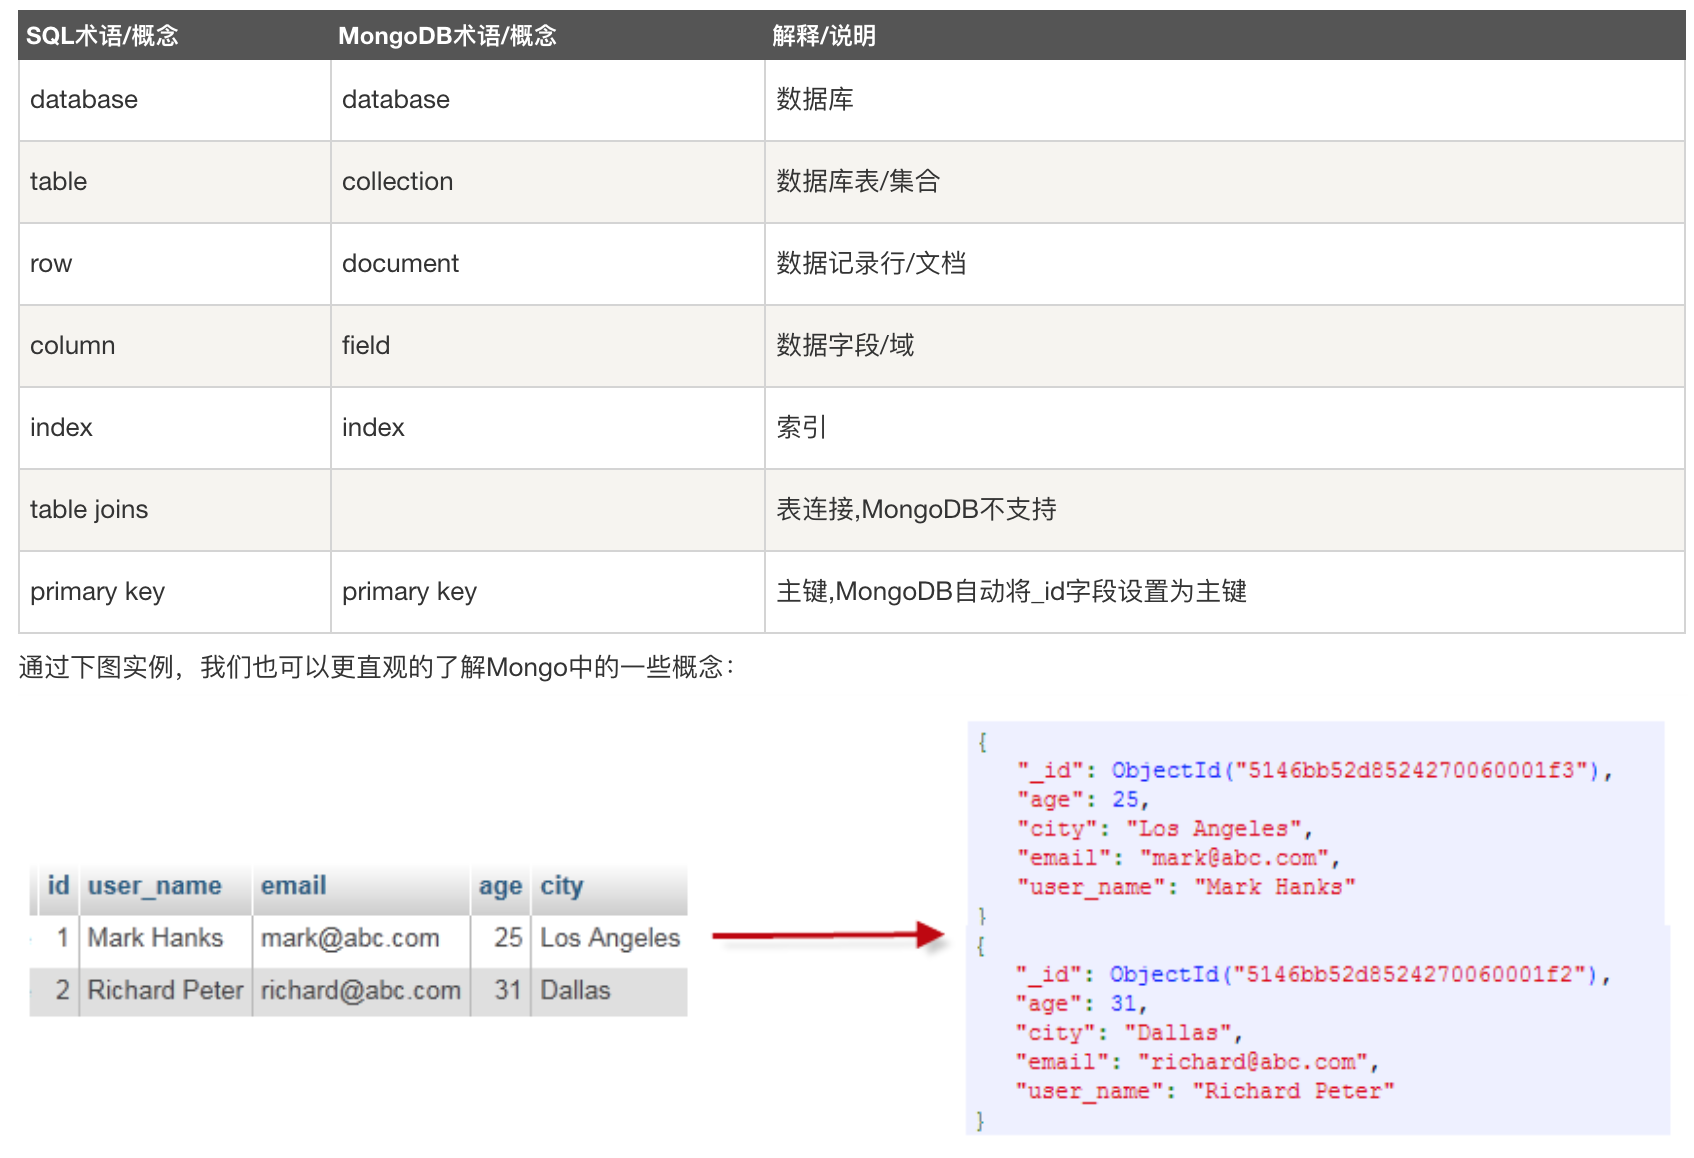 SQL术语/概念 MongoDB术语/概念 解释/说明
database database 数据库
table collection 数据库表/集合
row document 数据记录行/文档
column field 数据字段/域
index index 索引
table joins 表连接,MongoDB不支持
primary key primary key 主键,MongoDB自动将_id字段设置为主键
通过下图实例，我们也可以更直观的了解Mongo中的一些概念：
id user_name email age city
1 Mark Hanks mark@abc.com 25 Los Angeles
2 Richard Peter richard@abc.com 31 Dallas
{
"_id": ObjectId("5146bb52d8524270060001f3"),
"age": 25,
"city": "Los Angeles",
"email": "mark@abc.com",
"user_name": "Mark Hanks"
}
{
"_id": ObjectId("5146bb52d8524270060001f2"),
"age": 31,
"city": "Dallas",
"email": "richard@abc.com",
"user_name": "Richard Peter"
}